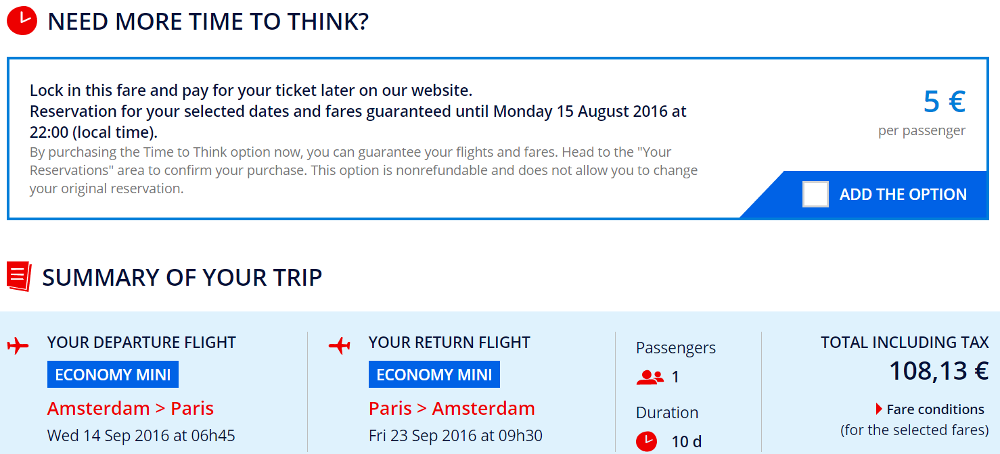 NEED MORE TIME TO THINK?
Lock in this fare and pay for your ticket later on our website.
Reservation for your selected dates and fares guaranteed until Monday 15 August 2016 at
22:00 (local time).
By purchasing the Time to Think option now, you can guarantee your flights and fares. Head to the "Your
Reservations" area to confirm your purchase. This option is nonrefundable and does not allow you to change
your original reservation.
5 €
per passenger
ADD THE OPTION
SUMMARY OF YOUR TRIP
YOUR DEPARTURE FLIGHT
ECONOMY MINI
Amsterdam > Paris
Wed 14 Sep 2016 at 06h45
YOUR RETURN FLIGHT
ECONOMY MINI
Paris > Amsterdam
Fri 23 Sep 2016 at 09h30
Passengers
1
Duration
10 d
TOTAL INCLUDING TAX
108,13 €
Fare conditions
(for the selected fares)